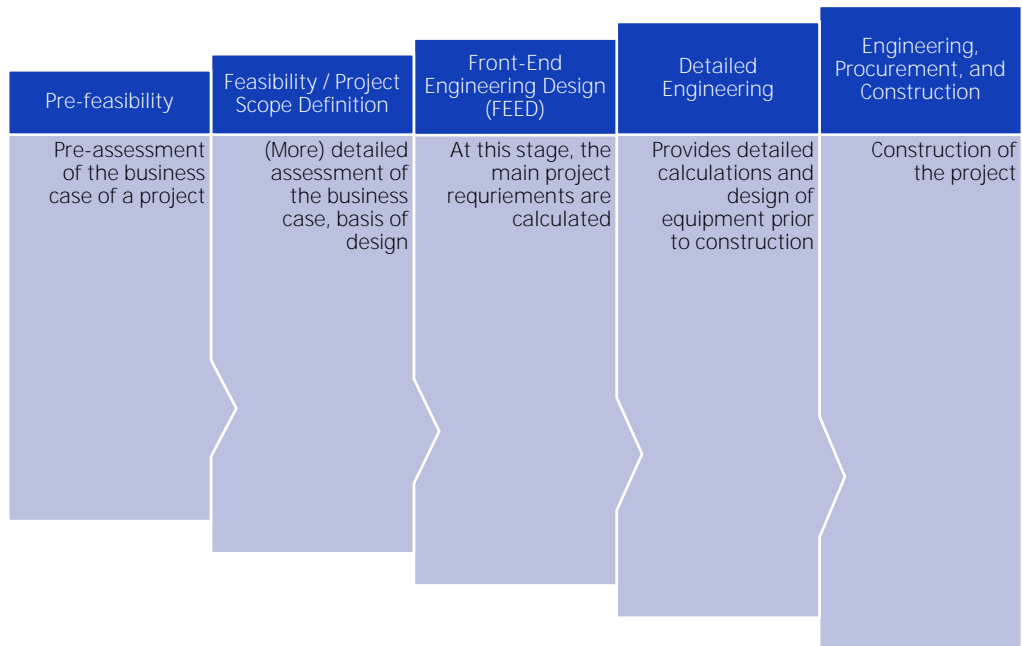 Pre-feasibility
Pre-assessment
of the business
case of a project
Feasibility / Project
Scope Definition
(More) detailed
assessment of
the business
case, basis of
design
Front-End
Engineering Design
(FEED)
At this stage, the
main project
requriements are
calculated
Detailed
Engineering
Provides detailed
calculations and
design of
equipment prior
to construction
Engineering,
Procurement, and
Construction
Construction of
the project